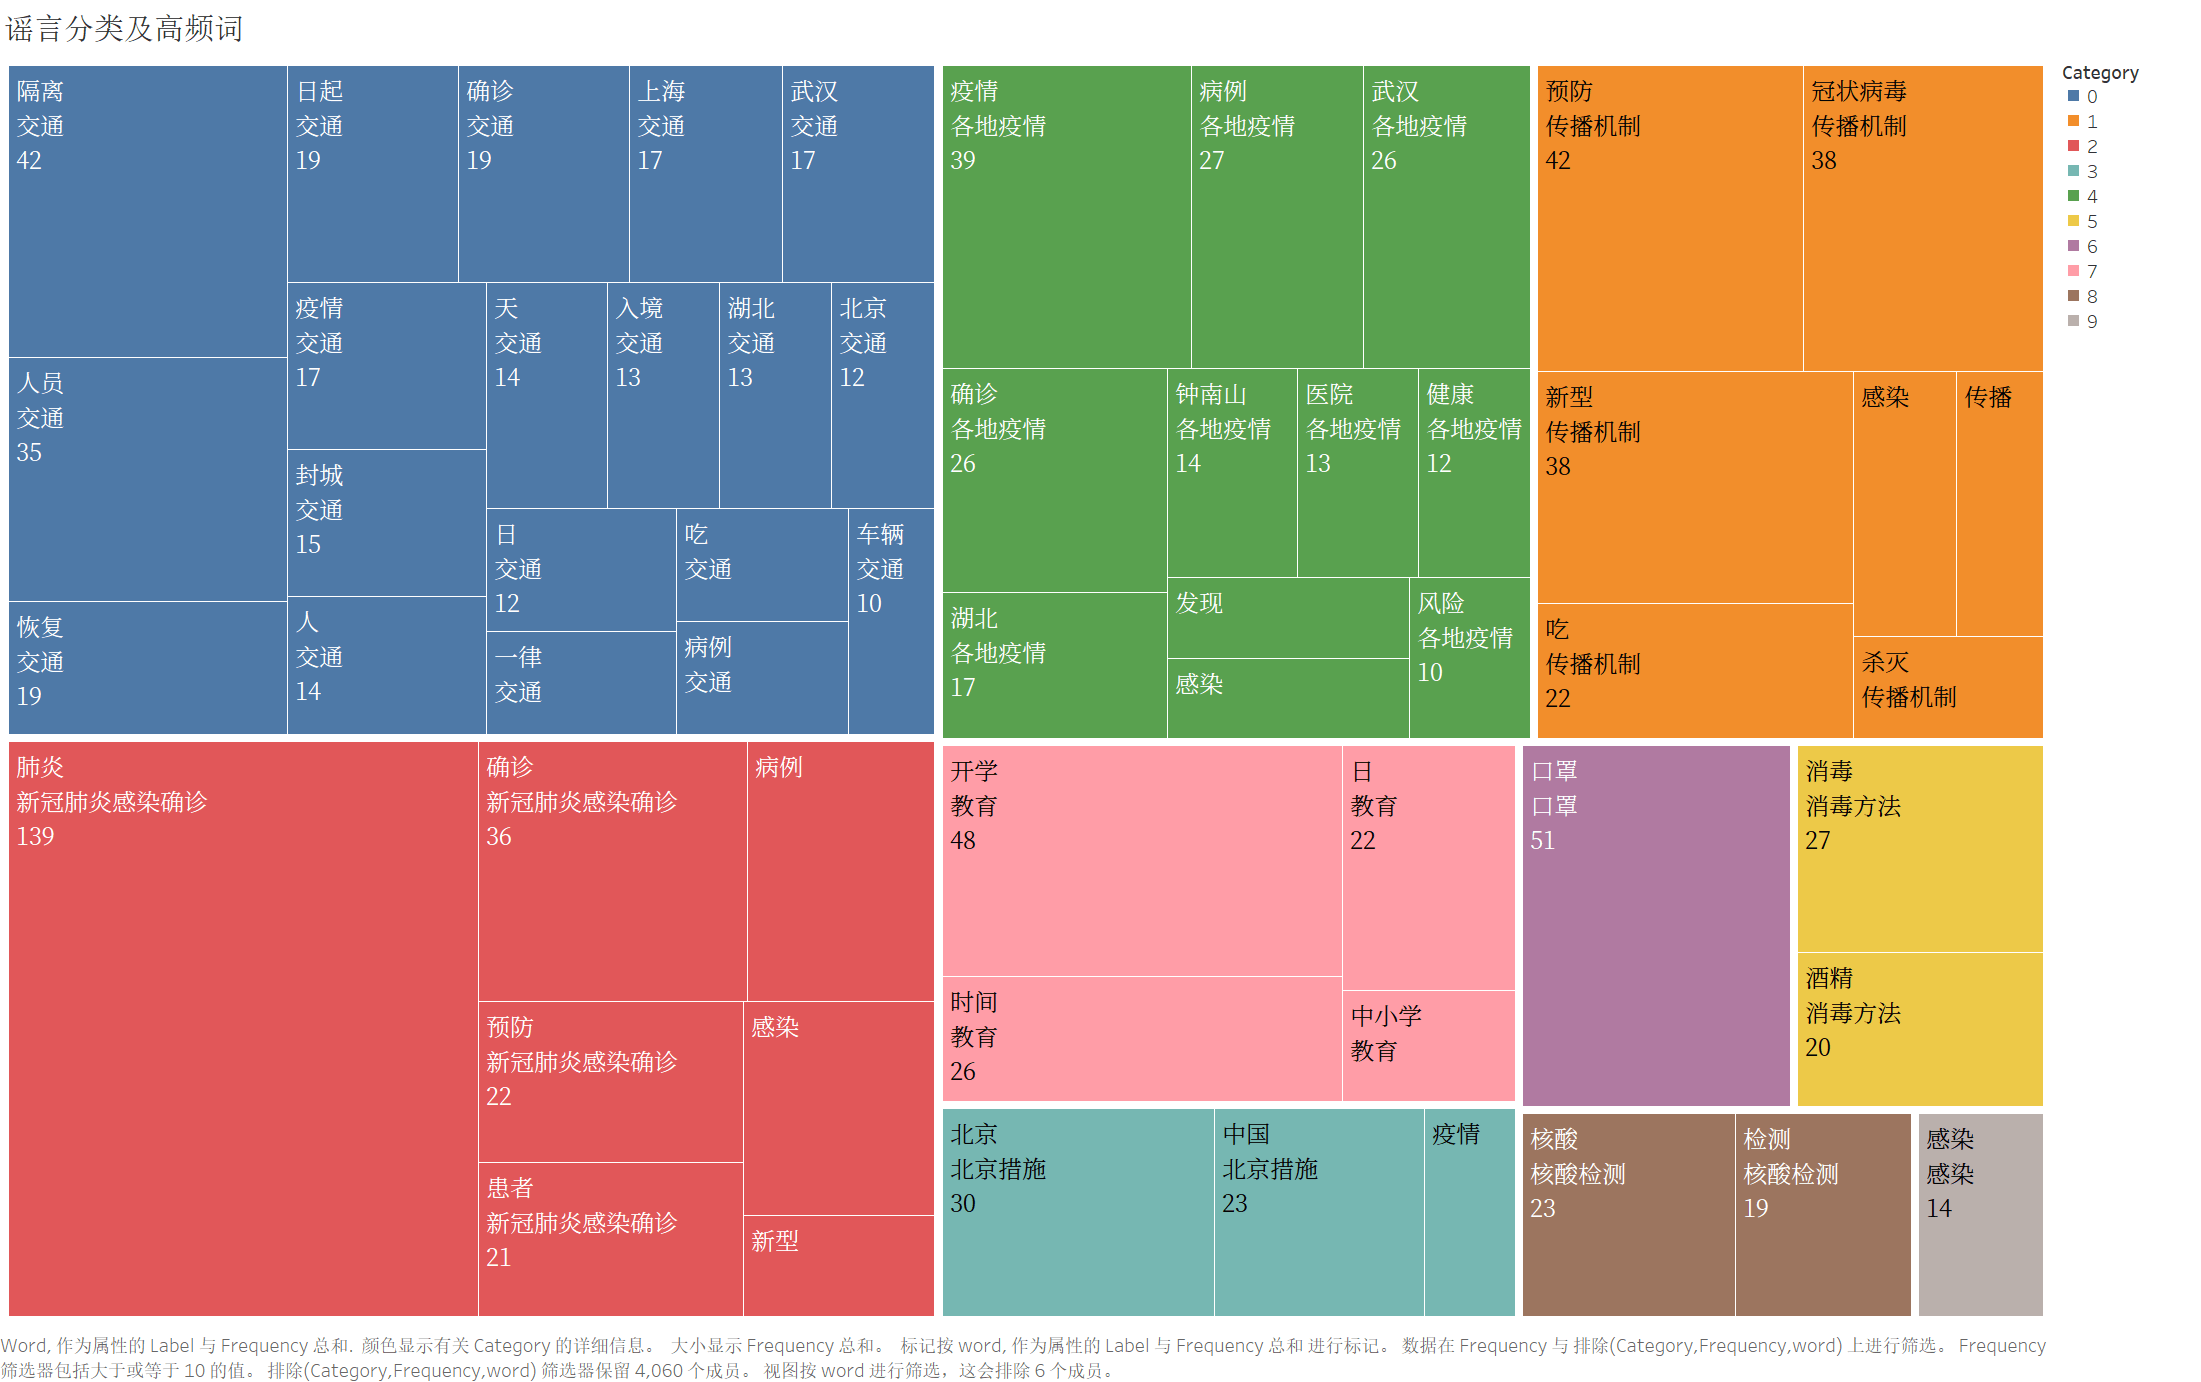 谣言分类及高频词
隔离
交通
42
日起
交通
19
确诊
交通
19
上海
交通
17
武汉
交通
17
人员
交通
35
疫情
交通
17
天
交通
14
入境
交通
13
湖北
交通
13
北京
交通
12
封城
交通
15
恢复
交通
19
人
交通
14
日
交通
12
吃
交通
车辆
交通
10
一律
交通
病例
交通
疫情
各地疫情
39
病例
各地疫情
27
武汉
各地疫情
26
确诊
各地疫情
26
钟南山
各地疫情
14
医院
各地疫情
13
健康
各地疫情
12
湖北
各地疫情
17
发现
感染
风险
各地疫情
10
预防
传播机制
42
冠状病毒
传播机制
38
新型
传播机制
38
感染
传播
吃
传播机制
22
杀灭
传播机制
肺炎
新冠肺炎感染确诊
139
确诊
新冠肺炎感染确诊
36
病例
预防
新冠肺炎感染确诊
22
感染
患者
新冠肺炎感染确诊
21
新型
开学
教育
48
日
教育
22
时间
教育
26
中小学
教育
口罩
口罩
51
消毒
消毒方法
27
酒精
消毒方法
20
北京
北京措施
30
中国
北京措施
23
疫情
核酸
核酸检测
23
检测
核酸检测
19
感染
感染
14
Category
0
1
2
3
4
5
6
7
8
9
Word, 作为属性的 Label 与 Frequency 总和. 颜色显示有关 Category 的详细信息。 大小显示 Frequency 总和。 标记按 word, 作为属性的 Label 与 Frequency 总和 进行标记。 数据在 Frequency 与 排除(Category,Frequency,word) 上进行筛选。 Frequency
筛选器包括大于或等于 10 的值。 排除(Category,Frequency,word) 筛选器保留 4,060 个成员。 视图按 word 进行筛选，这会排除 6 个成员。